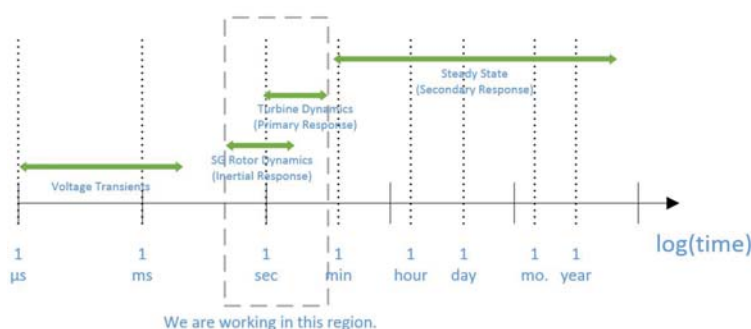 Steady State
(Secondary Response)
Turbine Dynamics
(Primary Response)
SG Rotor Dynamics
(Inertial Response)
Voltage Transients
1 1 1 1 1 1 1 1
µs ms sec min hour day mo. year
log(time)
We are working in this region.